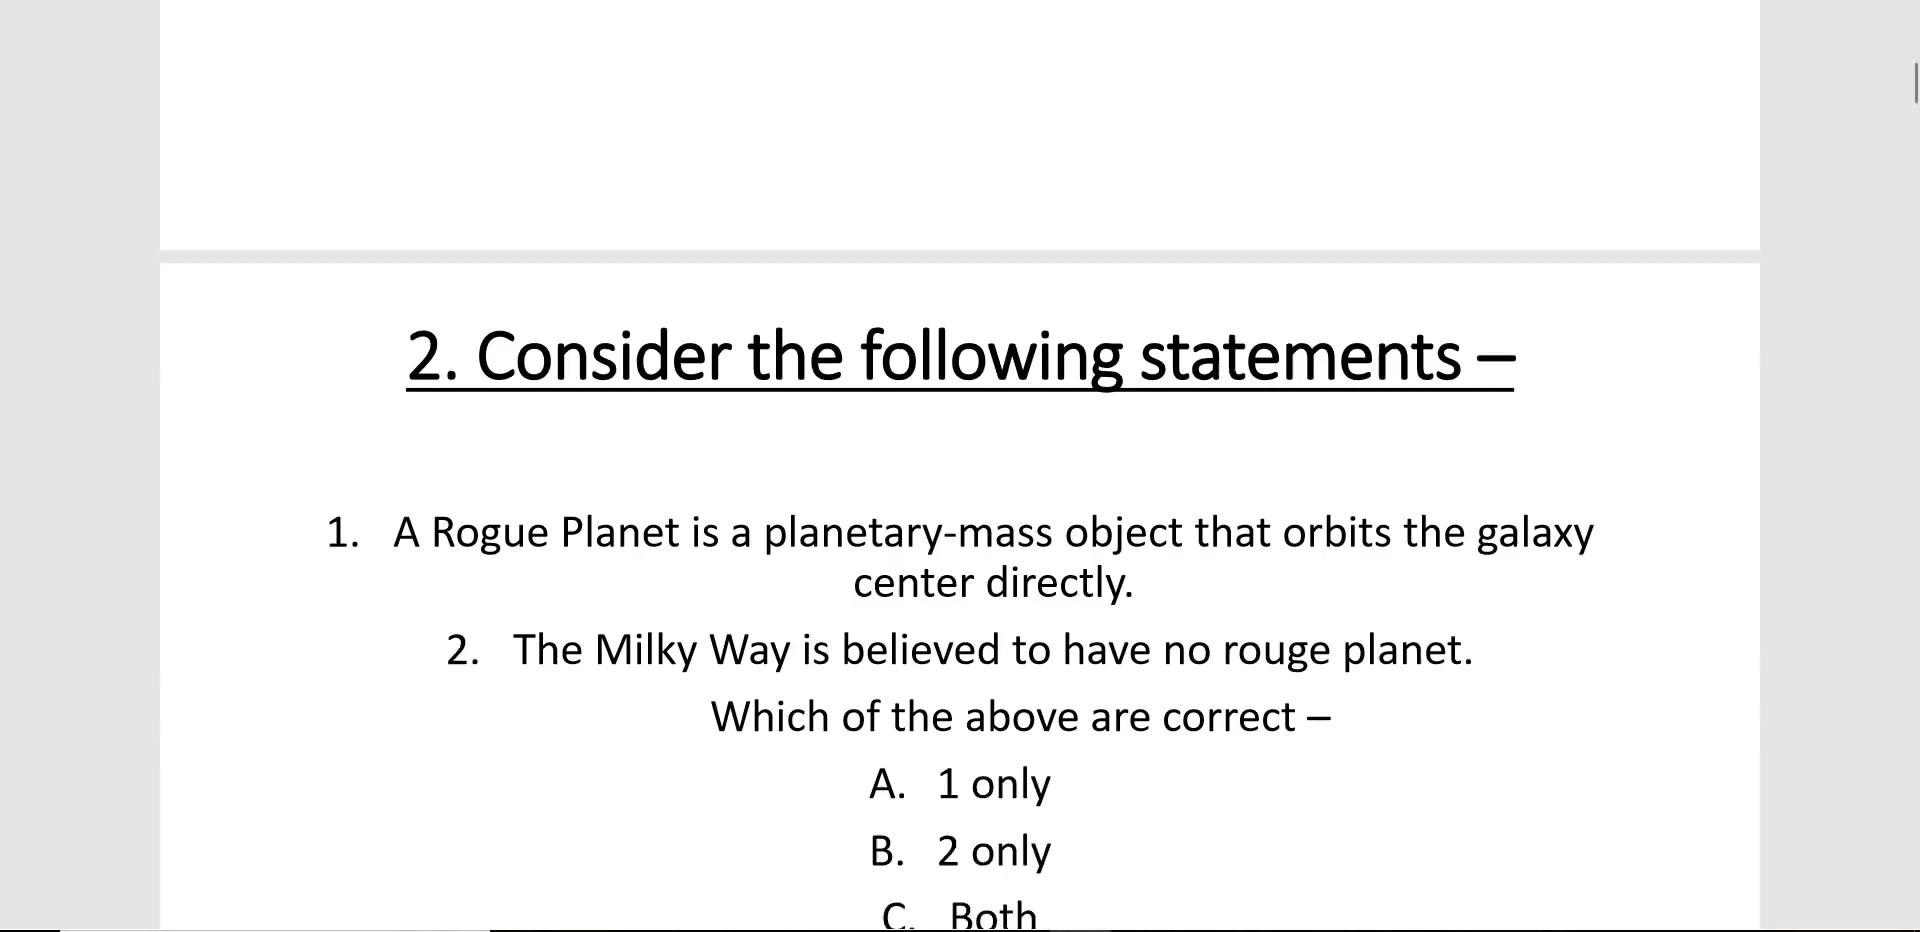 2. Consider the following statements –
1. A Rogue Planet is a planetary-mass object that orbits the galaxy
center directly.
2. The Milky Way is believed to have no rouge planet.
Which of the above are correct –
A. 1 only
B. 2 only
C. Both